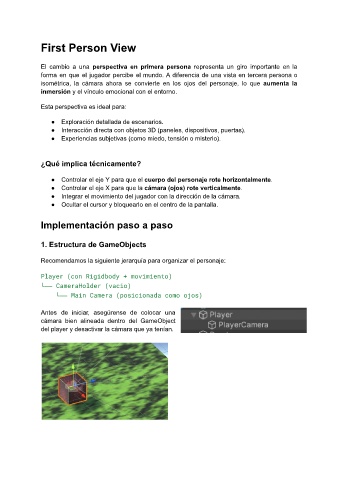 First Person View
El cambio a una perspectiva en primera persona representa un giro importante en la
forma en que el jugador percibe el mundo. A diferencia de una vista en tercera persona o
isométrica, la cámara ahora se convierte en los ojos del personaje, lo que aumenta la
inmersión y el vínculo emocional con el entorno.
Esta perspectiva es ideal para:
● Exploración detallada de escenarios.
● Interacción directa con objetos 3D (paneles, dispositivos, puertas).
● Experiencias subjetivas (como miedo, tensión o misterio).
¿Qué implica técnicamente?
● Controlar el eje Y para que el cuerpo del personaje rote horizontalmente.
● Controlar el eje X para que la cámara (ojos) rote verticalmente.
● Integrar el movimiento del jugador con la dirección de la cámara.
● Ocultar el cursor y bloquearlo en el centro de la pantalla.
Implementación paso a paso
1. Estructura de GameObjects
Recomendamos la siguiente jerarquía para organizar el personaje:
Player (con Rigidbody + movimiento)
└── CameraHolder (vacío)
└── Main Camera (posicionada como ojos)
Antes de iniciar, asegúrense de colocar una
cámara bien alineada dentro del GameObject
del player y desactivar la cámara que ya tenían.
Player
PlayerCamera